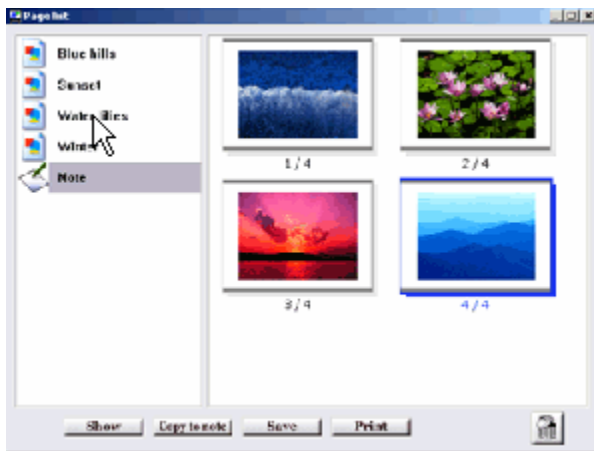 Page list
Blue hills
Sunset
Water lilies
Winter
Note
1 / 4
2 / 4
3 / 4
4 / 4
Show
Copy to note
Save
Print